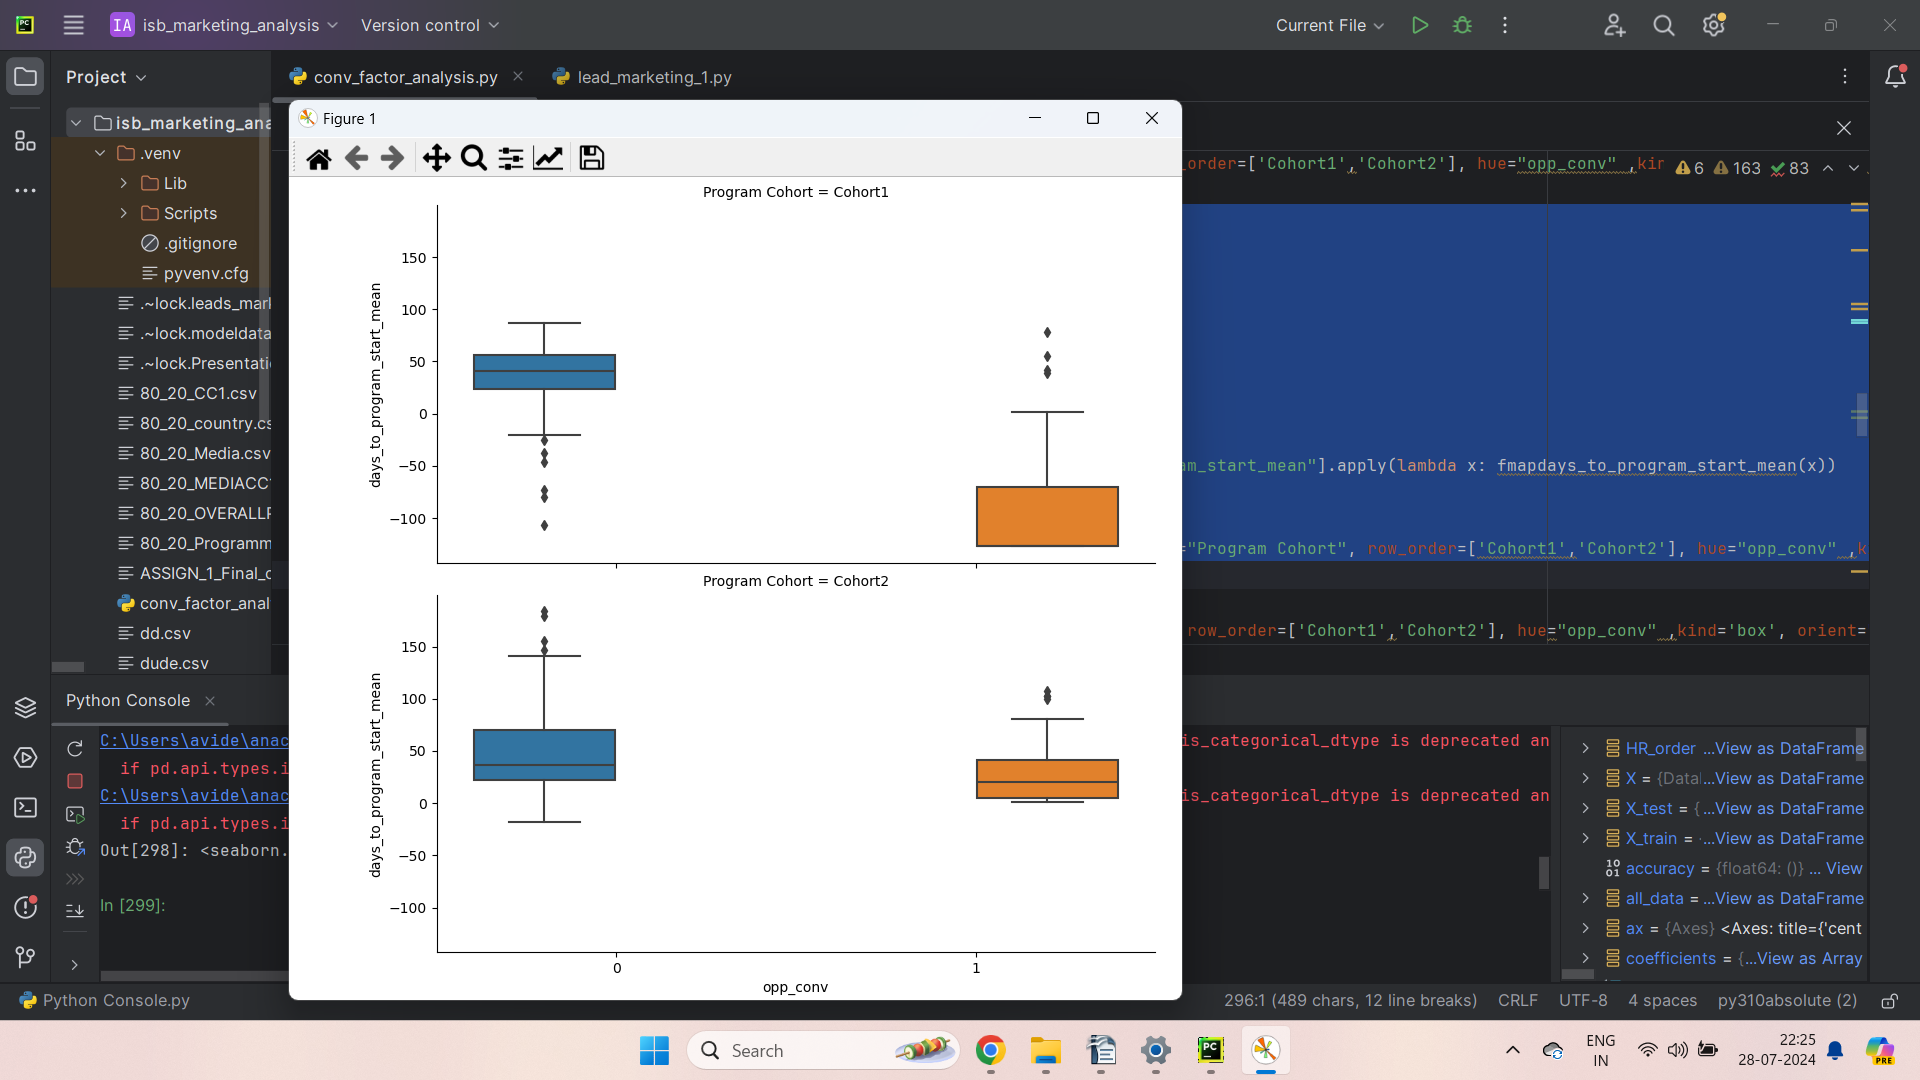 PC
IA isb_marketing_analysis
Version control
Current File
Project
conv_factor_analysis.py
lead_marketing_1.py
isb_marketing_ana
.venv
Lib
Scripts
.gitignore
pyvenv.cfg
.~lock.leads_mar
.~lock.modeldata
.~lock.Presentati
80_20_CC1.csv
80_20_country.cs
80_20_Media.csv
80_20_MEDIACC
80_20_OVERALLF
80_20_Programm
ASSIGN_1_Final_c
conv_factor_anal
dd.csv
dude.csv
Figure 1
Program Cohort = Cohort1
days_to_program_start_mean
150
100
50
0
−50
−100
Program Cohort = Cohort2
days_to_program_start_mean
150
100
50
0
−50
−100
0
1
opp_conv
_order=['Cohort1','Cohort2'], hue="opp_conv" ,kir
6 163 83
am_start_mean"].apply(lambda x: fmapdays_to_program_start_mean(x))
="Program Cohort", row_order=['Cohort1','Cohort2'], hue="opp_conv" ,k
row_order=['Cohort1','Cohort2'], hue="opp_conv" ,kind='box', orient=
Python Console
C:\Users\avide\anac
is_categorical_dtype is deprecated an
if pd.api.types.i
C:\Users\avide\anac
is_categorical_dtype is deprecated an
if pd.api.types.i
Out[298]: <seaborn.
In [299]:
HR_order ...View as DataFrame
X = {Data ...View as DataFrame
X_test = { ...View as DataFrame
X_train = ...View as DataFrame
10
01
accuracy = {float64: ()} ... View
all_data = ...View as DataFrame
ax = {Axes} <Axes: title={'cent
coefficients = {...View as Array
Python Console.py
296:1 (489 chars, 12 line breaks)
CRLF
UTF-8
4 spaces
py310absolute (2)
Search
PC
ENG
IN
22:25
28-07-2024
PRE